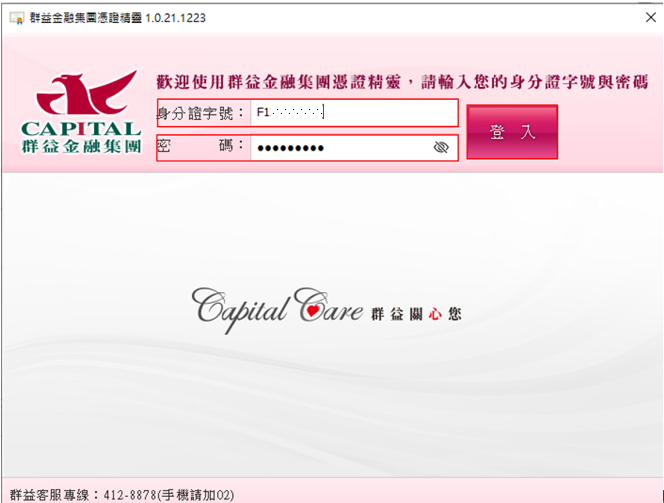 群益金融集團憑證精靈 1.0.21.1223
歡迎使用群益金融集團憑證精靈,請輸入您的身分證字號與密碼
CAPITAL
群益金融集團
身分證字號:F1
密 碼:
登 入
Capital Care 群益關心您
群益客服專線:412-8878(手機請加02)